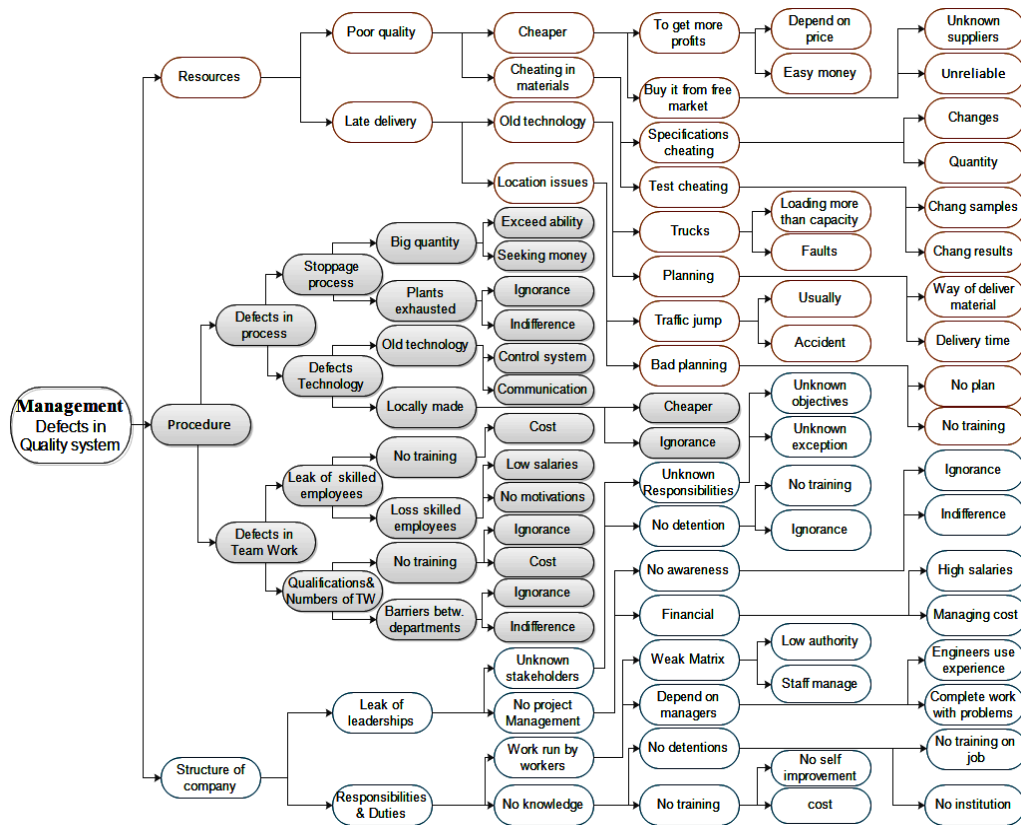 Management
Defects in
Quality system
Resources
Procedure
Structure of
company
Poor quality
Late delivery
Defects in
process
Defects in
Team Work
Leak of
leaderships
Responsibilities
& Duties
Stoppage
process
Defects
Technology
Leak of skilled
employees
Qualifications&
Numbers of TW
Big quantity
Plants
exhausted
Old technology
Locally made
No training
Loss skilled
employees
No training
Barriers betw.
departments
Cheaper
Cheating in
materials
Old technology
Location issues
Exceed ability
Seeking money
Ignorance
Indifference
Control system
Communication
Cost
Low salaries
No motivations
Ignorance
Cost
Ignorance
Indifference
Unknown
stakeholders
No project
Management
Work run by
workers
No knowledge
To get more
profits
Buy it from free
market
Specifications
cheating
Test cheating
Trucks
Planning
Traffic jump
Bad planning
Cheaper
Ignorance
Unknown
Responsibilities
No detention
No awareness
Financial
Weak Matrix
Depend on
managers
No detentions
No training
Depend on
price
Easy money
Loading more
than capacity
Faults
Usually
Accident
Unknown
objectives
Unknown
exception
No training
Ignorance
Low authority
Staff manage
No self
improvement
cost
Unknown
suppliers
Unreliable
Changes
Quantity
Chang samples
Chang results
Way of deliver
material
Delivery time
No plan
No training
Ignorance
Indifference
High salaries
Managing cost
Engineers use
experience
Complete work
with problems
No training on
job
No institution